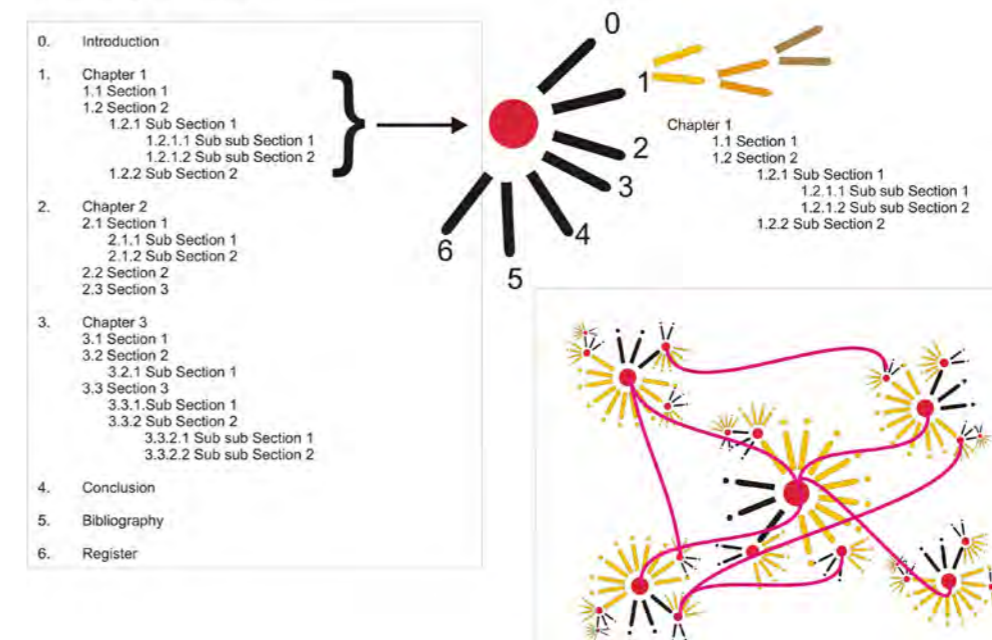 0. Introduction
1. Chapter 1
1.1 Section 1
1.2 Section 2
1.2.1 Sub Section 1
1.2.1.1 Sub sub Section 1
1.2.1.2 Sub sub Section 2
1.2.2 Sub Section 2
2. Chapter 2
2.1 Section 1
2.1.1 Sub Section 1
2.1.2 Sub Section 2
2.2 Section 2
2.3 Section 3
3. Chapter 3
3.1 Section 1
3.2 Section 2
3.2.1 Sub Section 1
3.3 Section 3
3.3.1.Sub Section 1
3.3.2 Sub Section 2
3.3.2.1 Sub sub Section 1
3.3.2.2 Sub sub Section 2
4. Conclusion
5. Bibliography
6. Register
0
1
2
3
4
5
6
Chapter 1
1.1 Section 1
1.2 Section 2
1.2.1 Sub Section 1
1.2.1.1 Sub sub Section 1
1.2.1.2 Sub sub Section 2
1.2.2 Sub Section 2